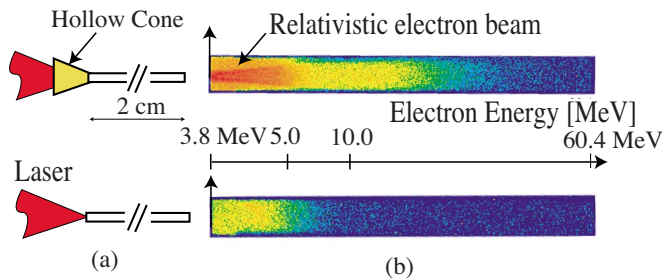 Hollow Cone
Relativistic electron beam
2 cm
Electron Energy [MeV]
3.8 MeV 5.0 10.0 60.4 MeV
Laser
(a) (b)